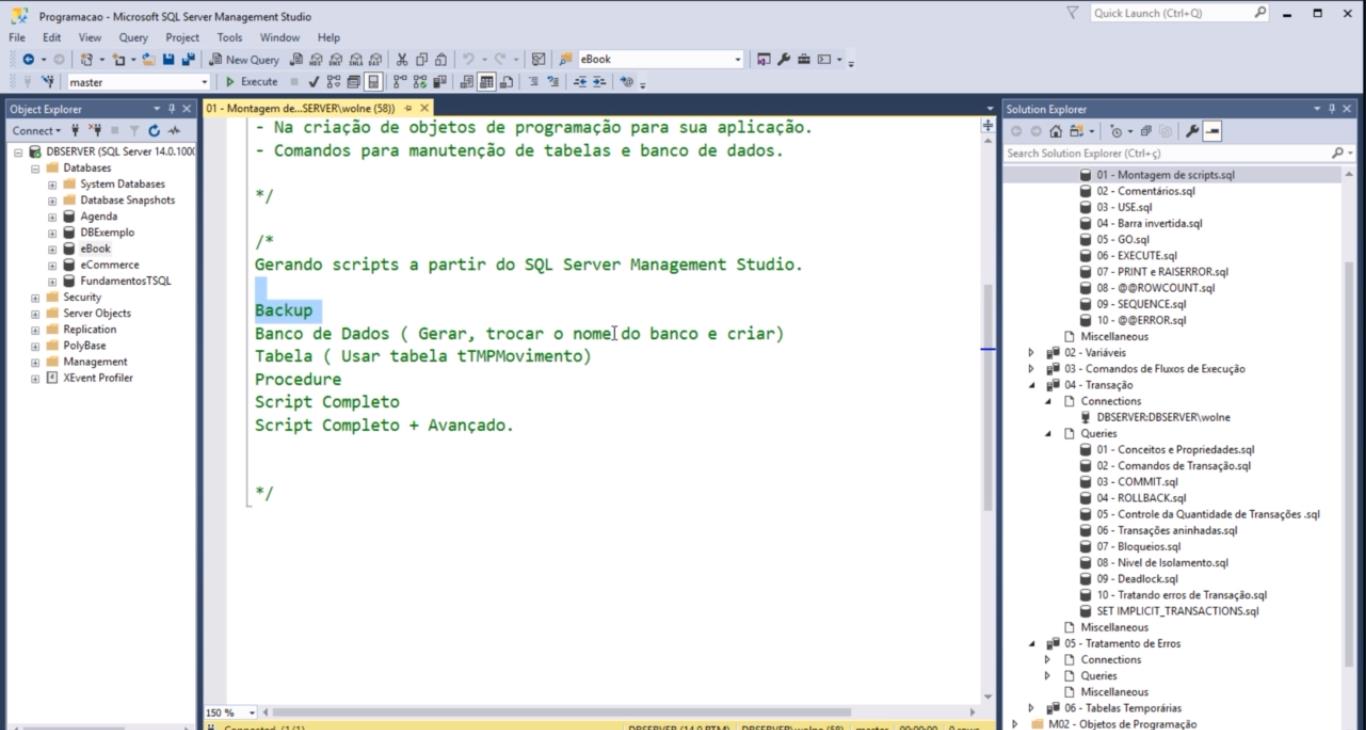 Programacao - Microsoft SQL Server Management Studio
Quick Launch (Ctrl+Q)
File Edit View Query Project Tools Window Help
New Query
eBook
master
Execute
Object Explorer
Connect
DBSERVER (SQL Server 14.0.1000
Databases
System Databases
Database Snapshots
Agenda
DBExemplo
eBook
eCommerce
FundamentosTSQL
Security
Server Objects
Replication
PolyBase
Management
XEvent Profiler
01 - Montagem de...SERVER\wolne (58))
- Na criação de objetos de programação para sua aplicação.
- Comandos para manutenção de tabelas e banco de dados.
*/
/*
Gerando scripts a partir do SQL Server Management Studio.
Backup
Banco de Dados ( Gerar, trocar o nome do banco e criar)
Tabela ( Usar tabela tTMPMovimento)
Procedure
Script Completo
Script Completo + Avançado.
*/
150 %
Connected. (1/1)
DBSERVER (14.0 RTM)
DBSERVER\wolne (58)
master
00:00:00
0 rows
Solution Explorer
Search Solution Explorer (Ctrl+ç)
01 - Montagem de scripts.sql
02 - Comentários.sql
03 - USE.sql
04 - Barra invertida.sql
05 - GO.sql
06 - EXECUTE.sql
07 - PRINT e RAISERROR.sql
08 - @@ROWCOUNT.sql
09 - SEQUENCE.sql
10 - @@ERROR.sql
Miscellaneous
02 - Variáveis
03 - Comandos de Fluxos de Execução
04 - Transação
Connections
DBSERVER:DBSERVER\wolne
Queries
01 - Conceitos e Propriedades.sql
02 - Comandos de Transação.sql
03 - COMMIT.sql
04 - ROLLBACK.sql
05 - Controle da Quantidade de Transações .sql
06 - Transações aninhadas.sql
07 - Bloqueios.sql
08 - Nivel de Isolamento.sql
09 - Deadlock.sql
10 - Tratando erros de Transação.sql
SET IMPLICIT_TRANSACTIONS.sql
Miscellaneous
05 - Tratamento de Erros
Connections
Queries
Miscellaneous
06 - Tabelas Temporárias
M02 - Objetos de Programação